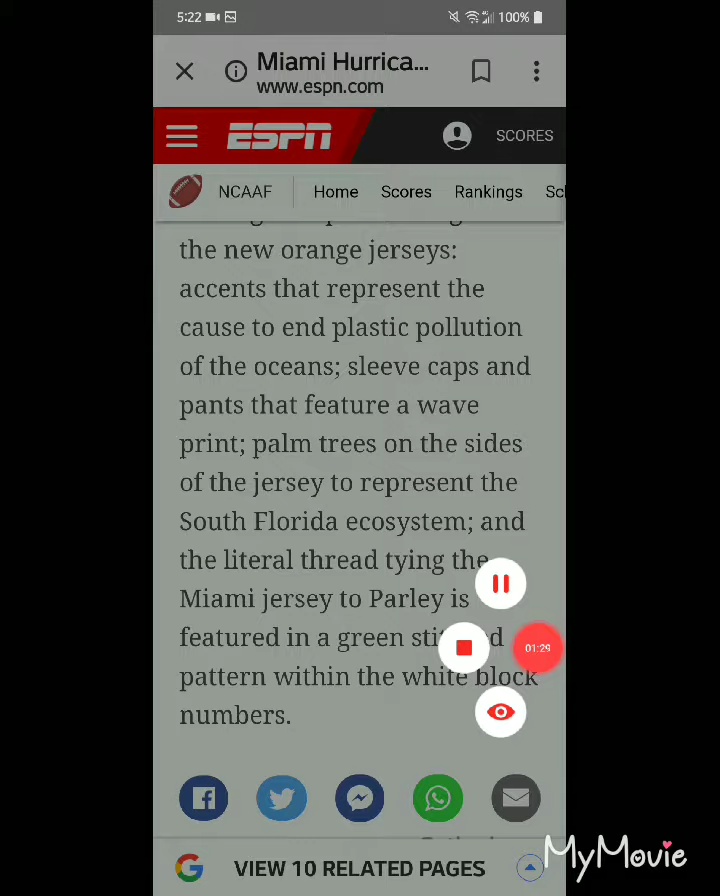 5:22 100%
Miami Hurrica...
www.espn.com
ESPN SCORES
NCAAF Home Scores Rankings Sc
the new orange jerseys:
accents that represent the
cause to end plastic pollution
of the oceans; sleeve caps and
pants that feature a wave
print; palm trees on the sides
of the jersey to represent the
South Florida ecosystem; and
the literal thread tying the
Miami jersey to Parley is
featured in a green
01:29
pattern within the white block
numbers.
VIEW 10 RELATED PAGES
MyMovie